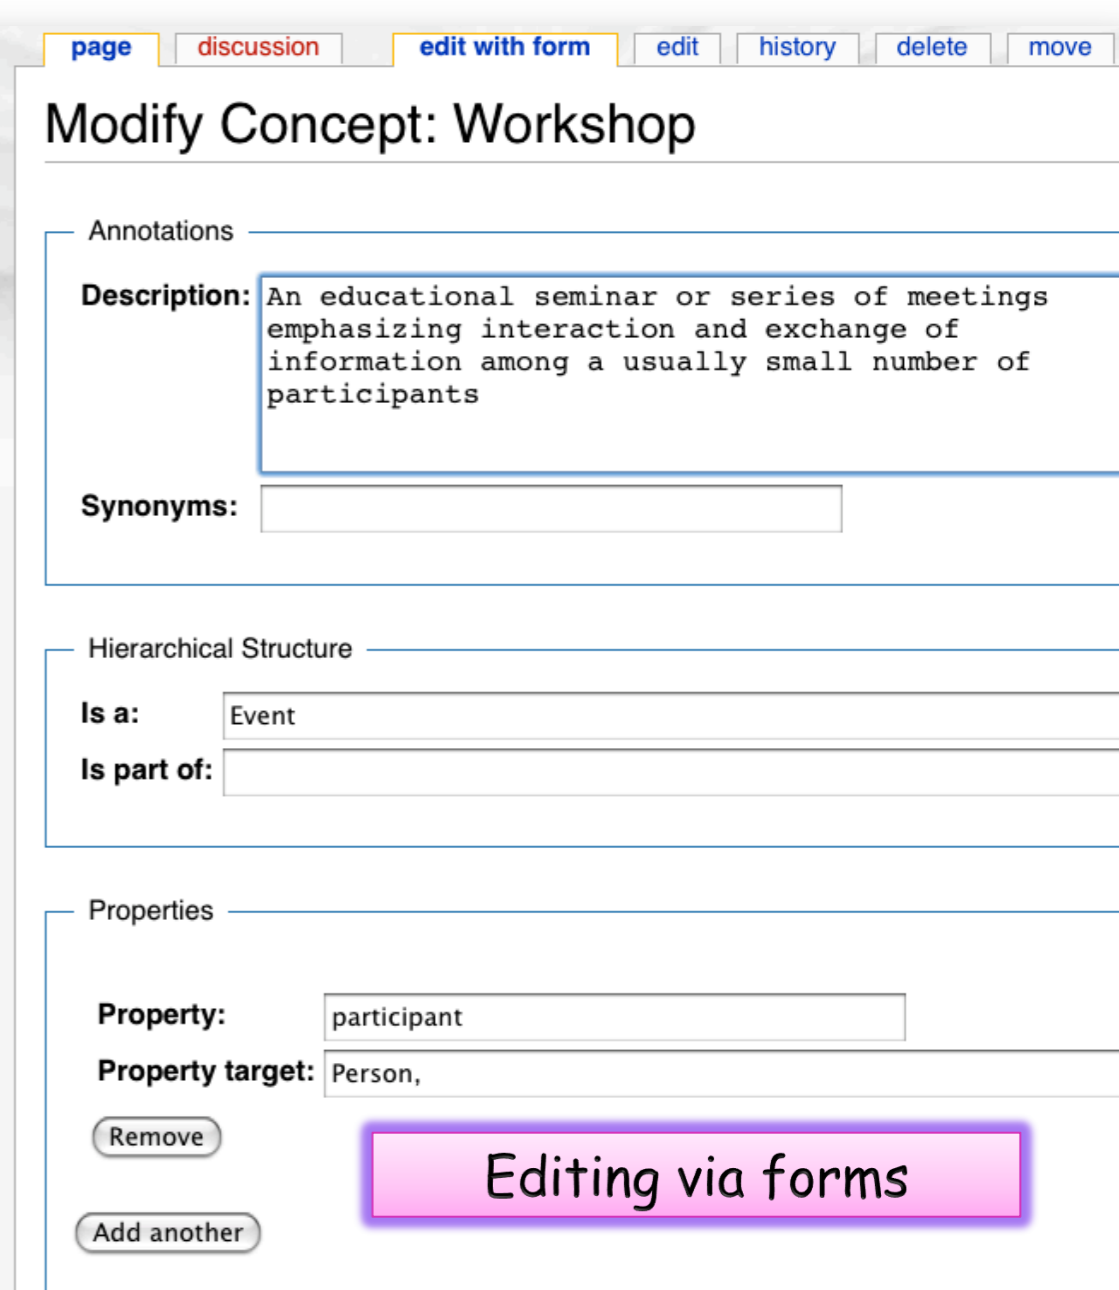 page discussion edit with form edit history delete move
Modify Concept: Workshop
Annotations
Description: An educational seminar or series of meetings
emphasizing interaction and exchange of
information among a usually small number of
participants
Synonyms:
Hierarchical Structure
Is a: Event
Is part of:
Properties
Property: participant
Property target: Person,
Remove
Editing via forms
Add another